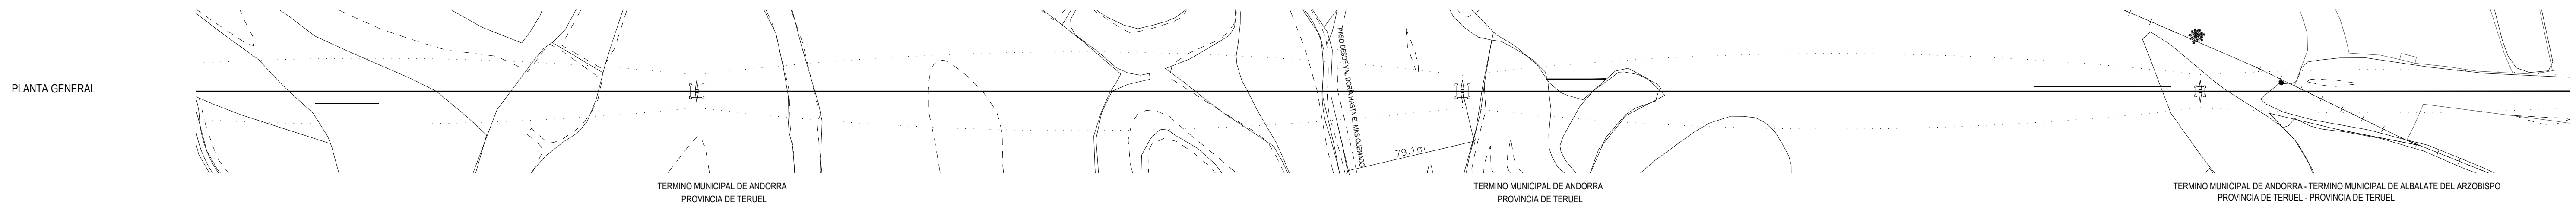 PLANTA GENERAL
PASO DESDE VAL DORIA HASTA EL MAS QUEMADO
79.1m
TERMINO MUNICIPAL DE ANDORRA
PROVINCIA DE TERUEL
TERMINO MUNICIPAL DE ANDORRA
PROVINCIA DE TERUEL
TERMINO MUNICIPAL DE ANDORRA - TERMINO MUNICIPAL DE ALBALATE DEL ARZOBISPO
PROVINCIA DE TERUEL - PROVINCIA DE TERUEL